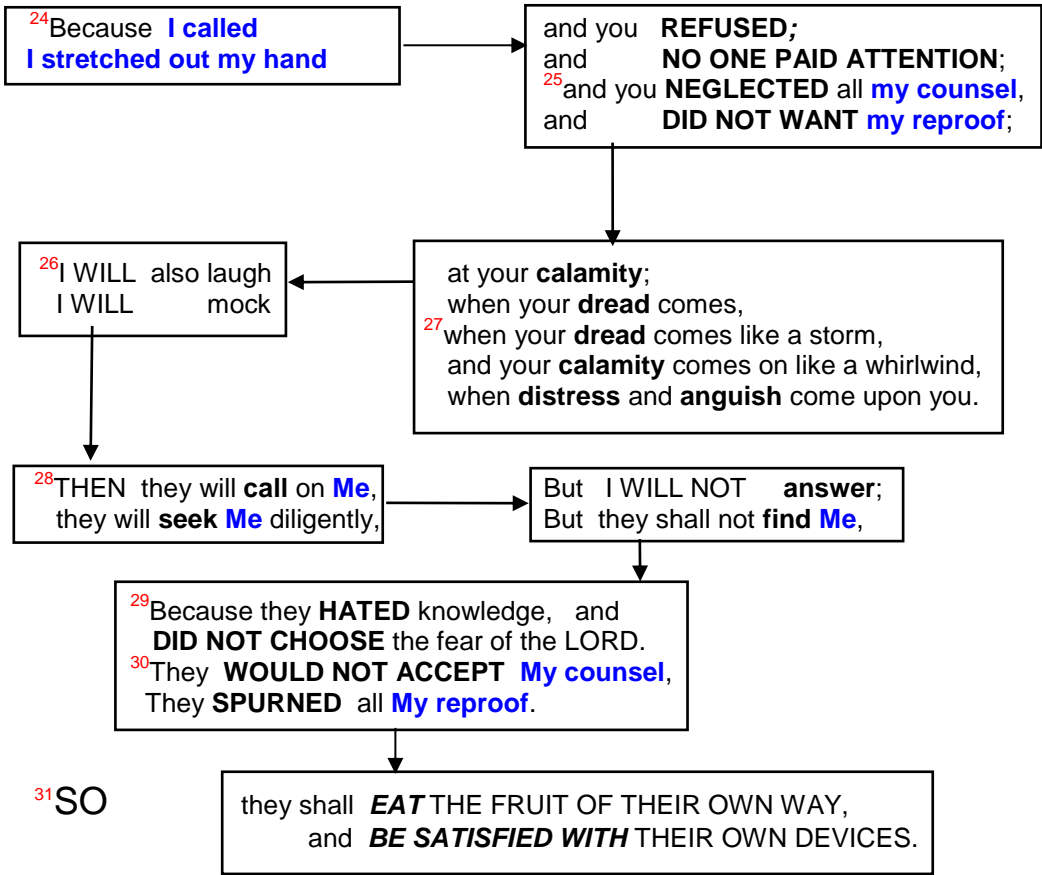 24Because I called
I stretched out my hand
and you REFUSED;
and NO ONE PAID ATTENTION;
25and you NEGLECTED all my counsel,
and DID NOT WANT my reproof;
26I WILL also laugh
I WILL mock
at your calamity;
when your dread comes,
27when your dread comes like a storm,
and your calamity comes on like a whirlwind,
when distress and anguish come upon you.
28THEN they will call on Me,
they will seek Me diligently,
But I WILL NOT answer;
But they shall not find Me,
29Because they HATED knowledge, and
DID NOT CHOOSE the fear of the LORD.
30They WOULD NOT ACCEPT My counsel,
They SPURNED all My reproof.
31SO
they shall EAT THE FRUIT OF THEIR OWN WAY,
and BE SATISFIED WITH THEIR OWN DEVICES.